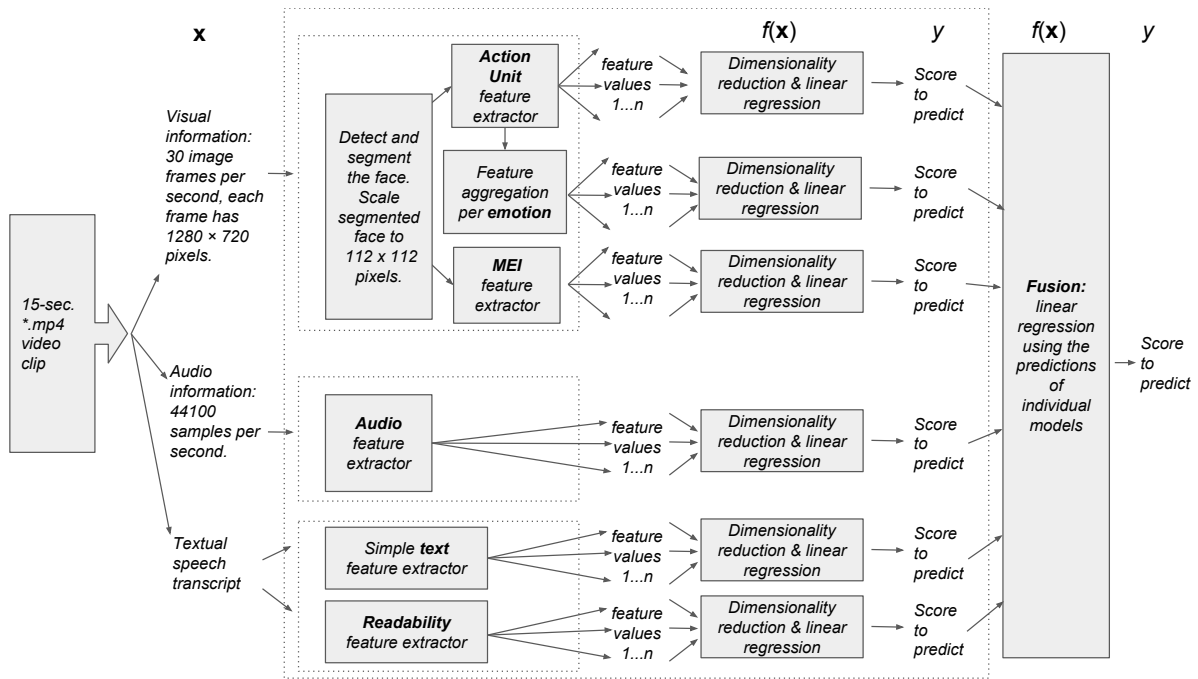 x
f(x)
y
f(x)
y
15-sec.
*.mp4
video
clip
Visual
information:
30 image
frames per
second, each
frame has
1280 × 720
pixels.
Audio
information:
44100
samples per
second.
Textual
speech
transcript
Detect and
segment
the face.
Scale
segmented
face to
112 x 112
pixels.
Action
Unit
feature
extractor
feature
values
1...n
Dimensionality
reduction & linear
regression
Score
to
predict
Feature
aggregation
per emotion
feature
values
1...n
Dimensionality
reduction & linear
regression
Score
to
predict
MEI
feature
extractor
feature
values
1...n
Dimensionality
reduction & linear
regression
Score
to
predict
Audio
feature
extractor
feature
values
1...n
Dimensionality
reduction & linear
regression
Score
to
predict
Simple text
feature extractor
feature
values
1...n
Dimensionality
reduction & linear
regression
Score
to
predict
Readability
feature extractor
feature
values
1...n
Dimensionality
reduction & linear
regression
Score
to
predict
Fusion:
linear
regression
using the
predictions
of
individual
models
Score
to
predict